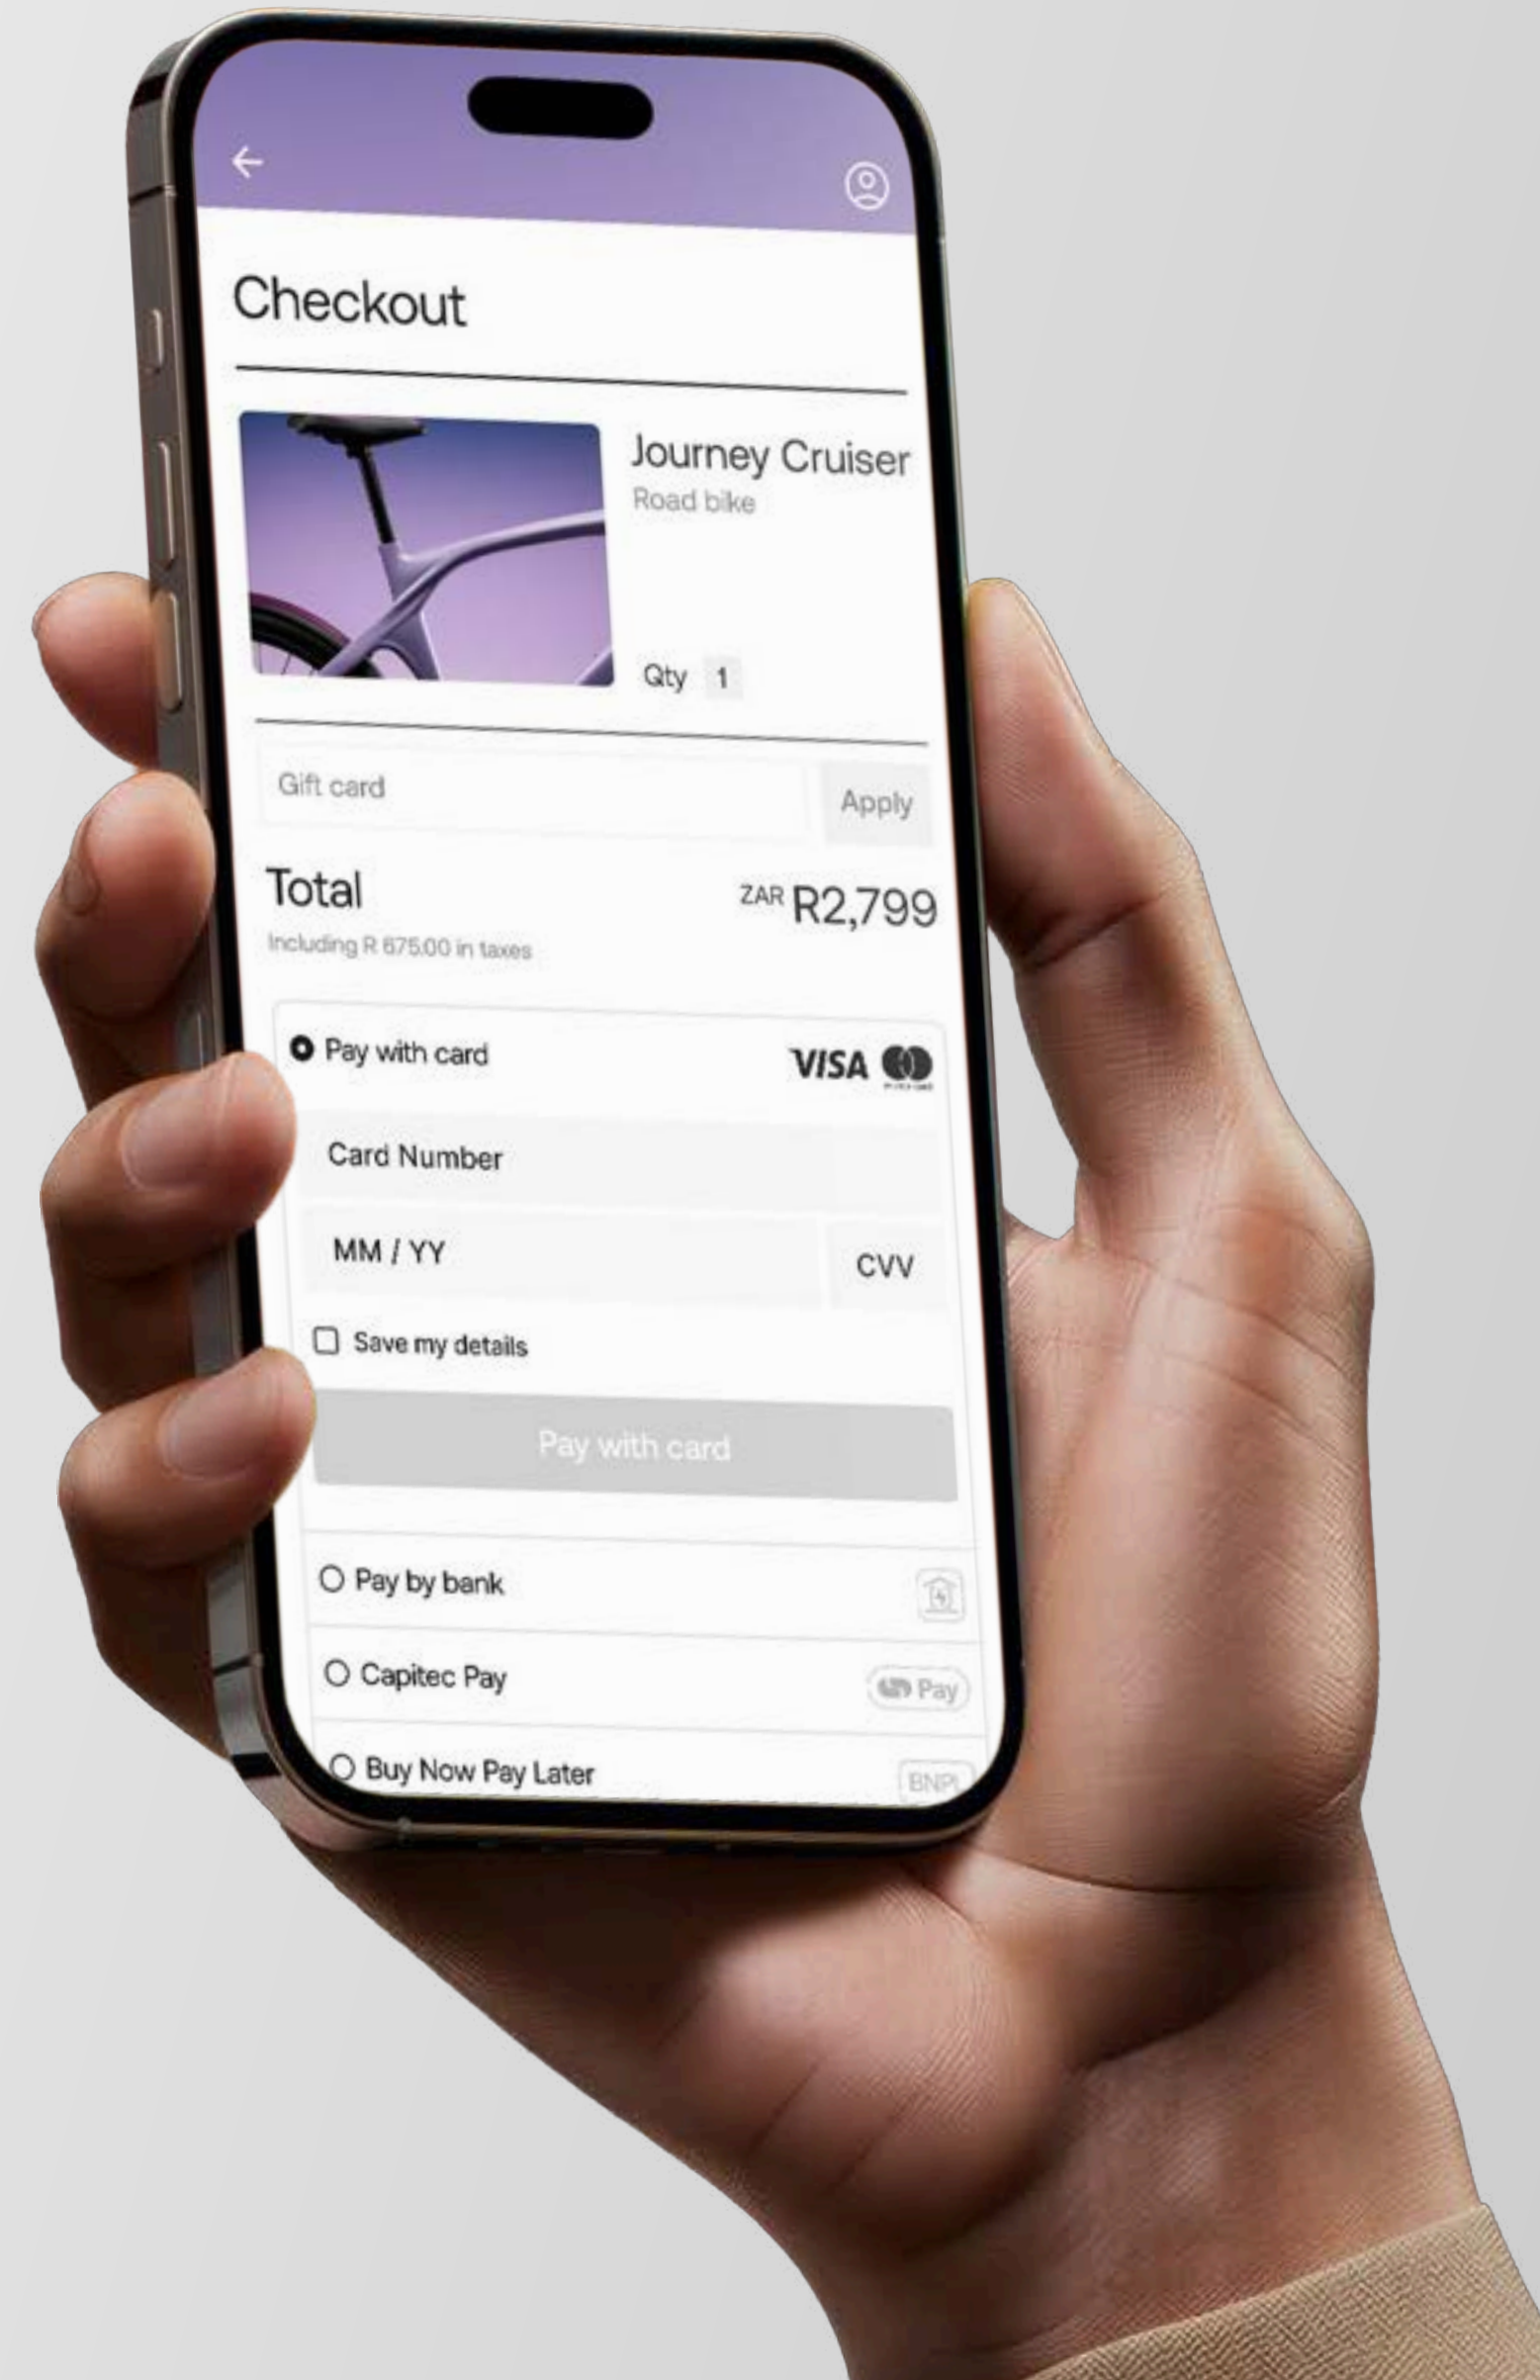 Checkout
Journey Cruiser
Road bike
Qty 1
Gift card
Apply
Total
ZAR R2,799
Including R 675.00 in taxes
Pay with card
VISA
Card Number
MM / YY
CVV
Save my details
Pay with card
Pay by bank
Capitec Pay
Pay
Buy Now Pay Later
BNPL